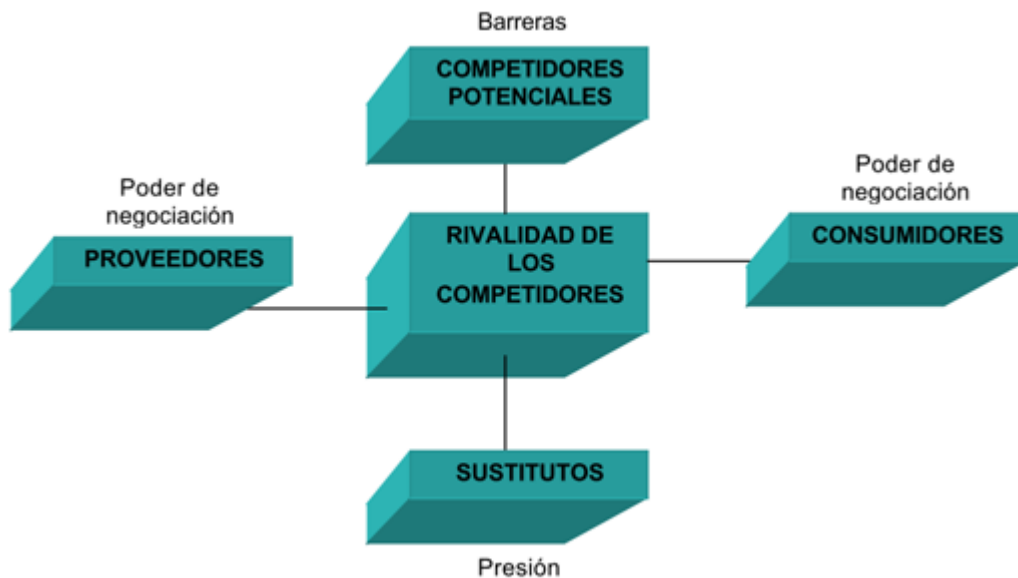 Barreras
COMPETIDORES
POTENCIALES
Poder de
negociación
PROVEEDORES
RIVALIDAD DE
LOS
COMPETIDORES
Poder de
negociación
CONSUMIDORES
SUSTITUTOS
Presión